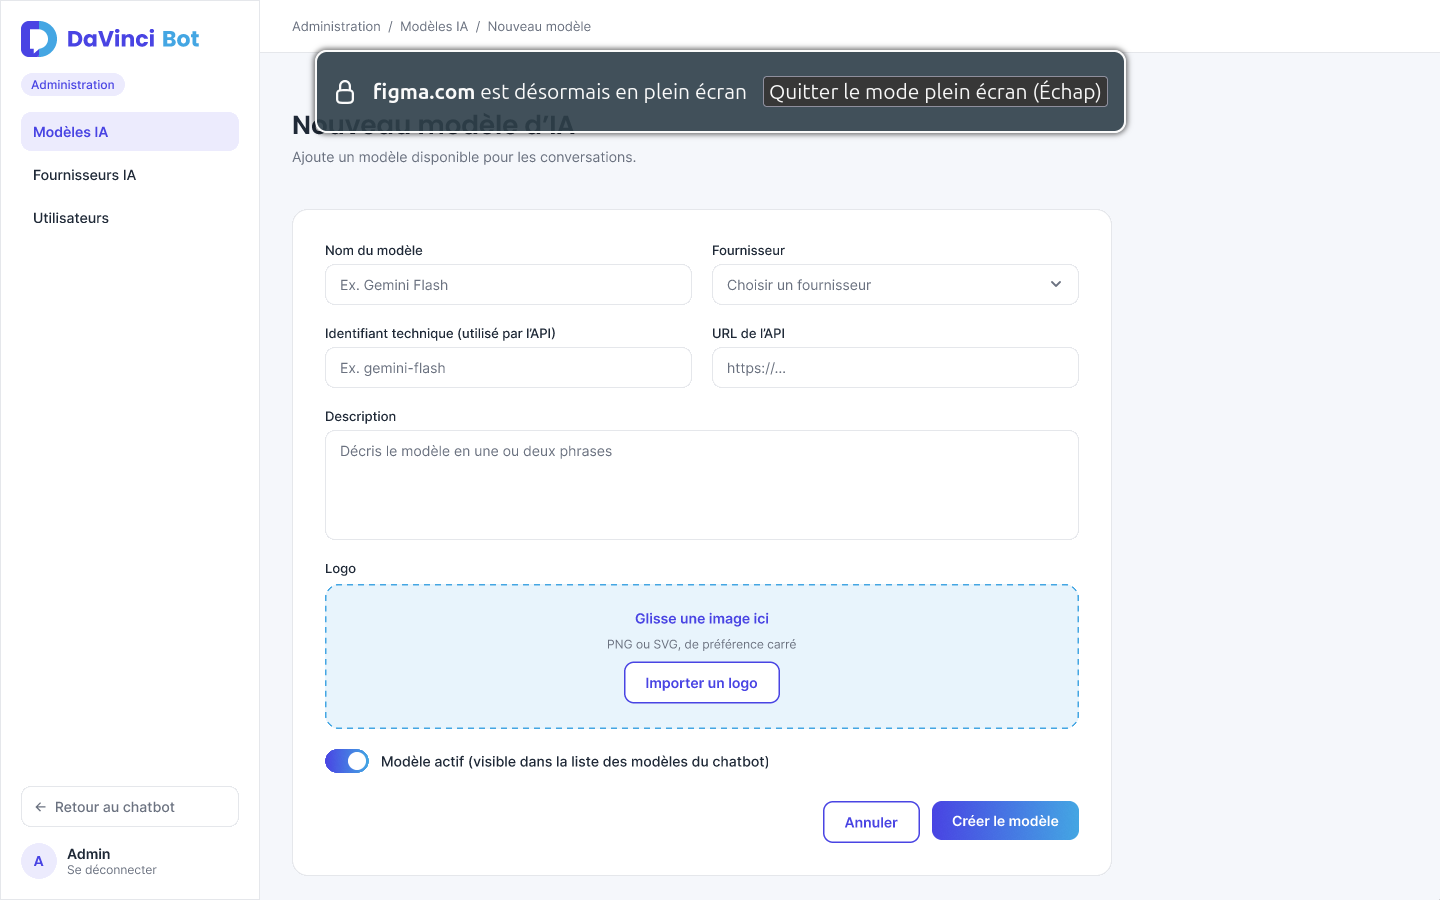 DaVinci Bot
Administration
Modèles IA
Fournisseurs IA
Utilisateurs
← Retour au chatbot
A
Admin
Se déconnecter
Administration / Modèles IA / Nouveau modèle
figma.com est désormais en plein écran Quitter le mode plein écran (Échap)
Nouveau modèle d’IA
Ajoute un modèle disponible pour les conversations.
Nom du modèle
Ex. Gemini Flash
Fournisseur
Choisir un fournisseur
Identifiant technique (utilisé par l’API)
Ex. gemini-flash
URL de l’API
https://...
Description
Décris le modèle en une ou deux phrases
Logo
Glisse une image ici
PNG ou SVG, de préférence carré
Importer un logo
Modèle actif (visible dans la liste des modèles du chatbot)
Annuler
Créer le modèle